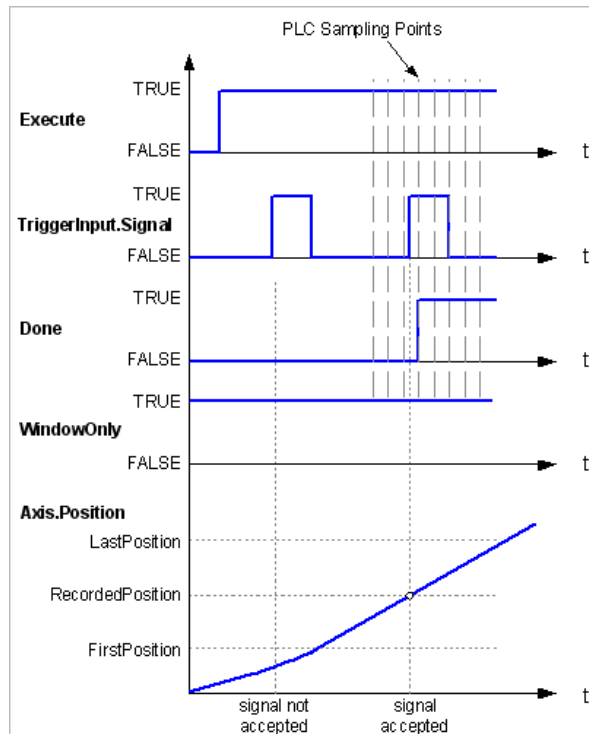 PLC Sampling Points
TRUE
Execute
FALSE
t
TRUE
TriggerInput.Signal
FALSE
t
TRUE
Done
FALSE
t
TRUE
WindowOnly
FALSE
t
Axis.Position
LastPosition
RecordedPosition
FirstPosition
t
signal not
accepted
signal
accepted